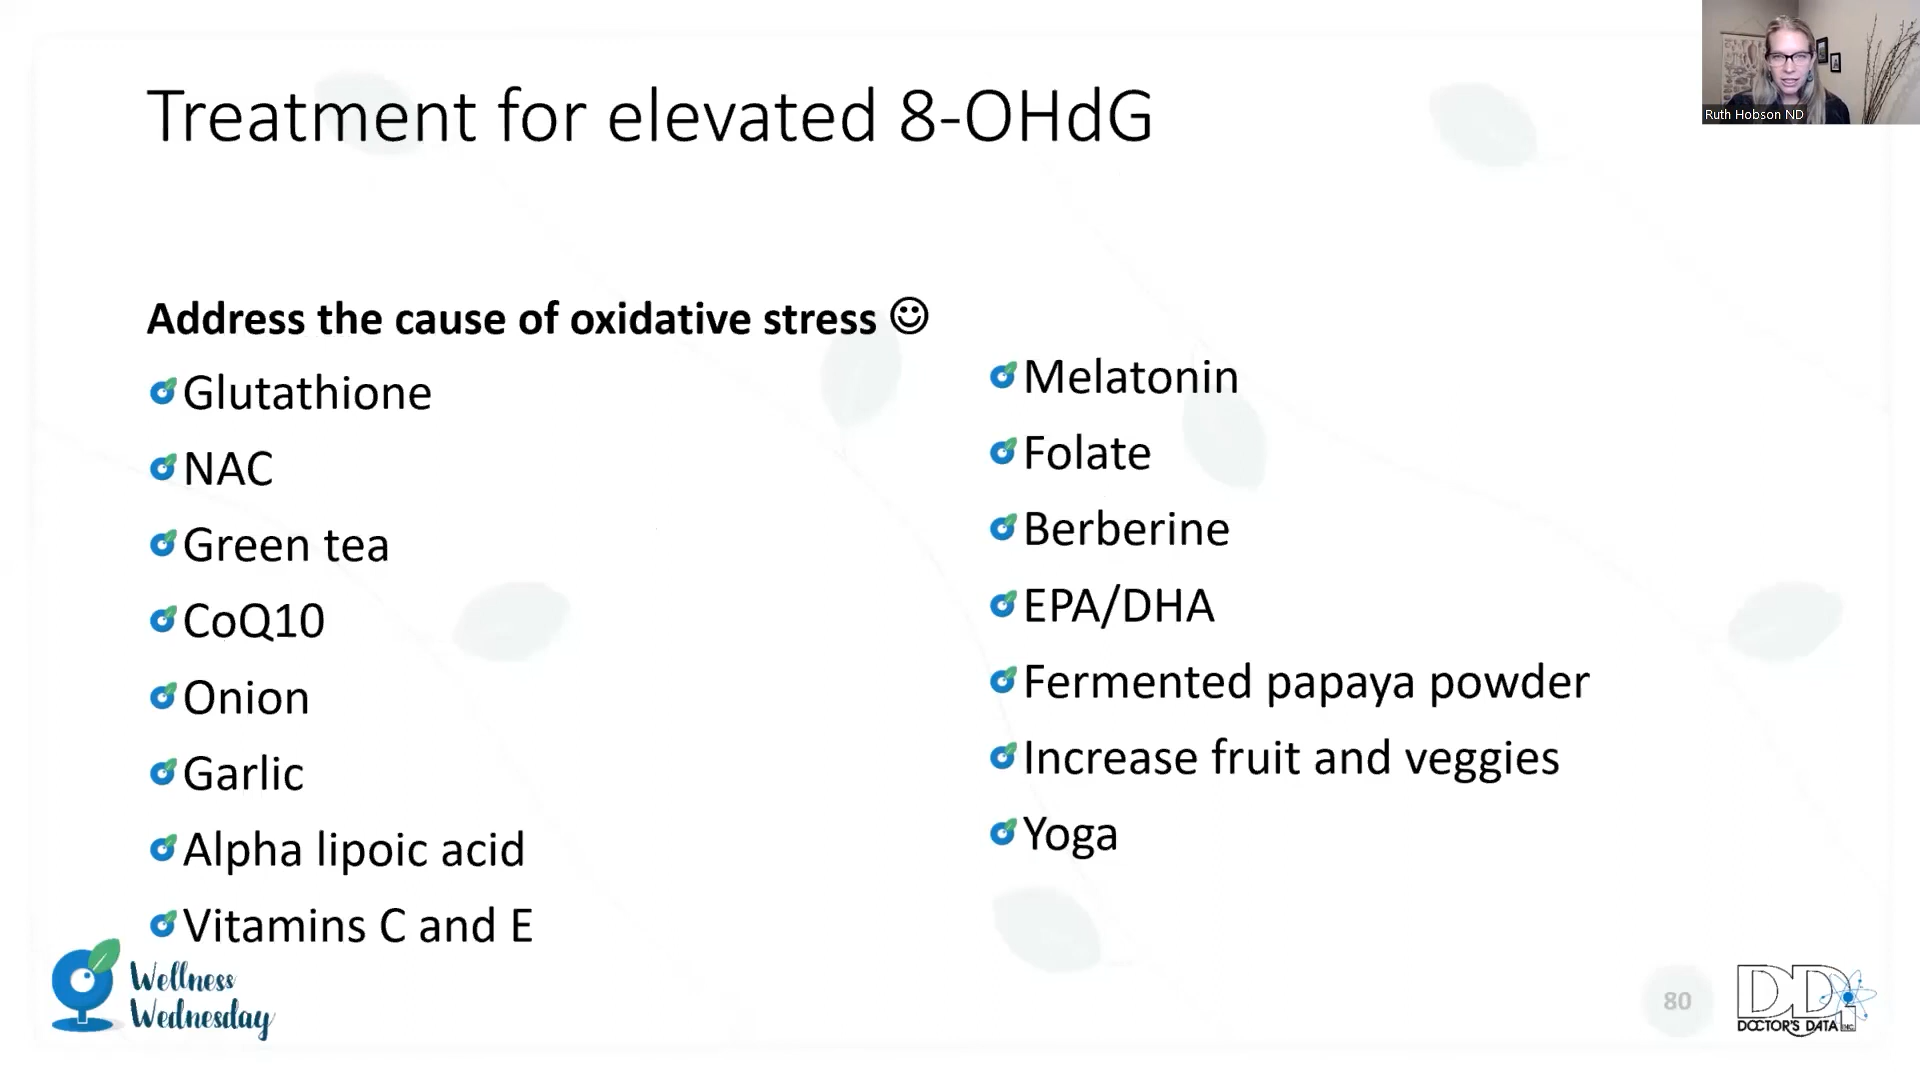 Treatment for elevated 8-OHdG
Ruth Hobson ND
Address the cause of oxidative stress ☺
Glutathione
NAC
Green tea
CoQ10
Onion
Garlic
Alpha lipoic acid
Vitamins C and E
Melatonin
Folate
Berberine
EPA/DHA
Fermented papaya powder
Increase fruit and veggies
Yoga
Wellness
Wednesday
80
DDI
DOCTOR'S DATA INC.